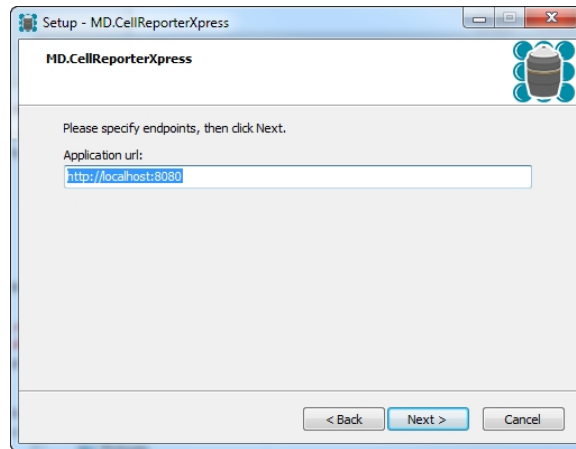 Setup - MD.CellReporterXpress
MD.CellReporterXpress
Please specify endpoints, then click Next.
Application url:
http://localhost:8080
< Back Next > Cancel